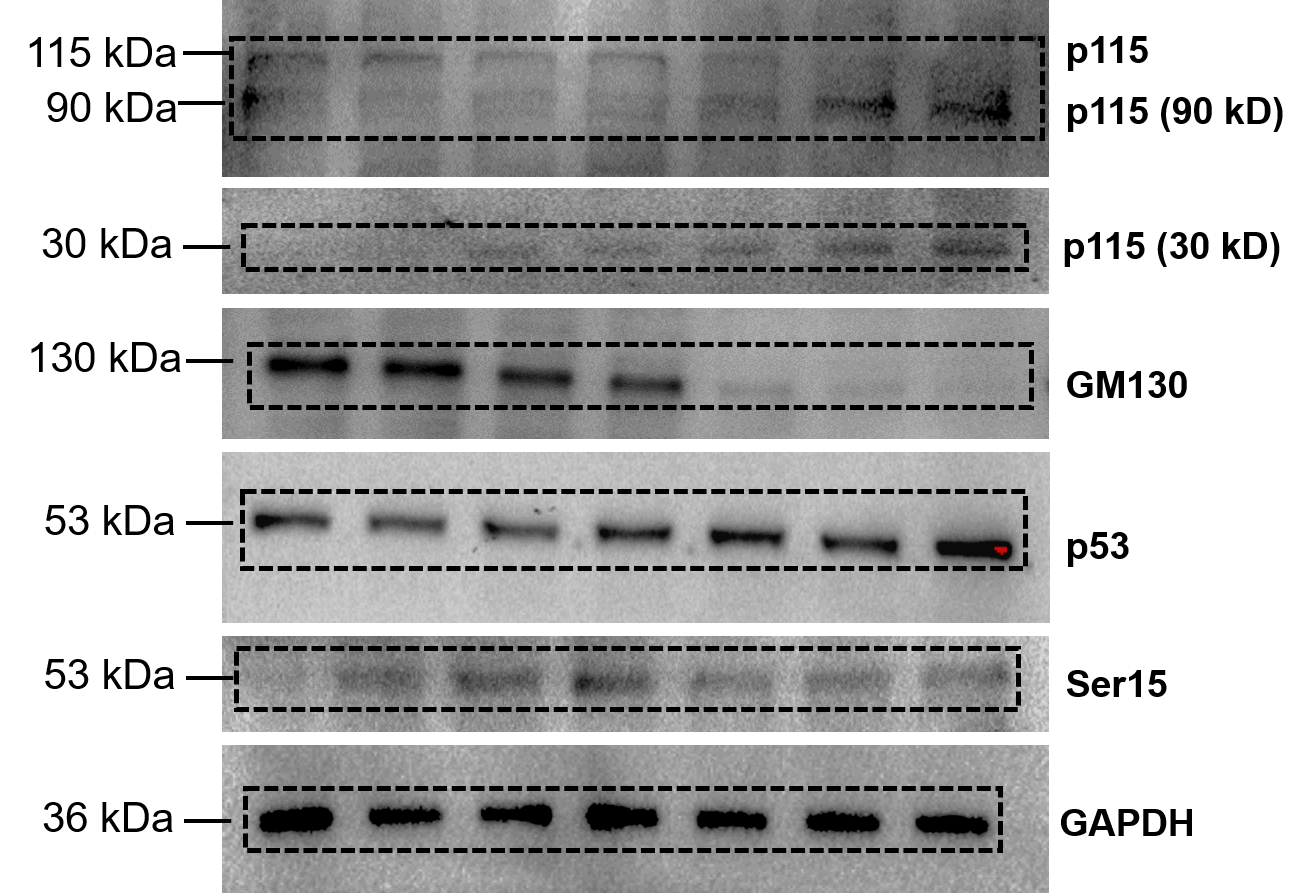 115 kDa
p115
90 kDa
p115 (90 kD)
30 kDa
p115 (30 kD)
130 kDa
GM130
53 kDa
p53
53 kDa
Ser15
36 kDa
GAPDH